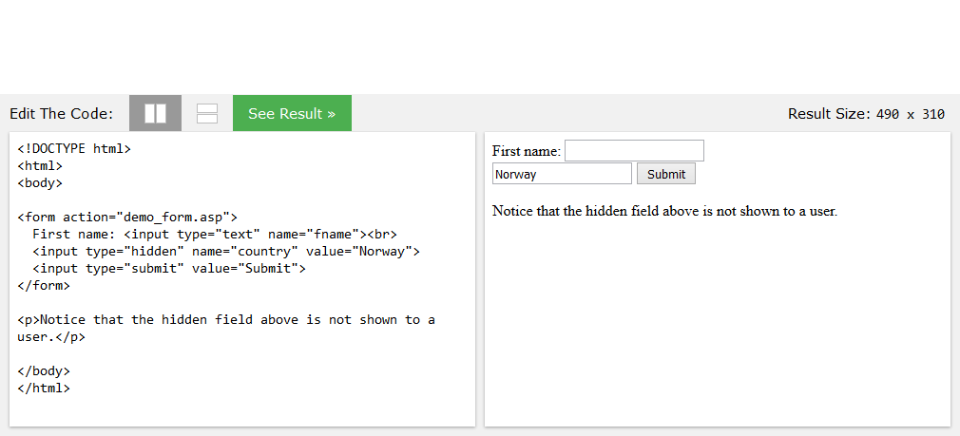 Edit The Code:
See Result »
Result Size: 490 x 310
<!DOCTYPE html>
<html>
<body>
<form action="demo_form.asp">
First name: <input type="text" name="fname"><br>
<input type="hidden" name="country" value="Norway">
<input type="submit" value="Submit">
</form>
<p>Notice that the hidden field above is not shown to a
user.</p>
</body>
</html>
First name:
Norway Submit
Notice that the hidden field above is not shown to a user.